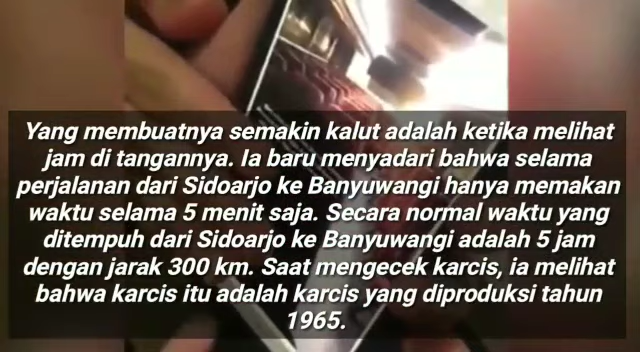 Yang membuatnya semakin kalut adalah ketika melihat
jam di tangannya. Ia baru menyadari bahwa selama
perjalanan dari Sidoarjo ke Banyuwangi hanya memakan
waktu selama 5 menit saja. Secara normal waktu yang
ditempuh dari Sidoarjo ke Banyuwangi adalah 5 jam
dengan jarak 300 km. Saat mengecek karcis, ia melihat
bahwa karcis itu adalah karcis yang diproduksi tahun
1965.